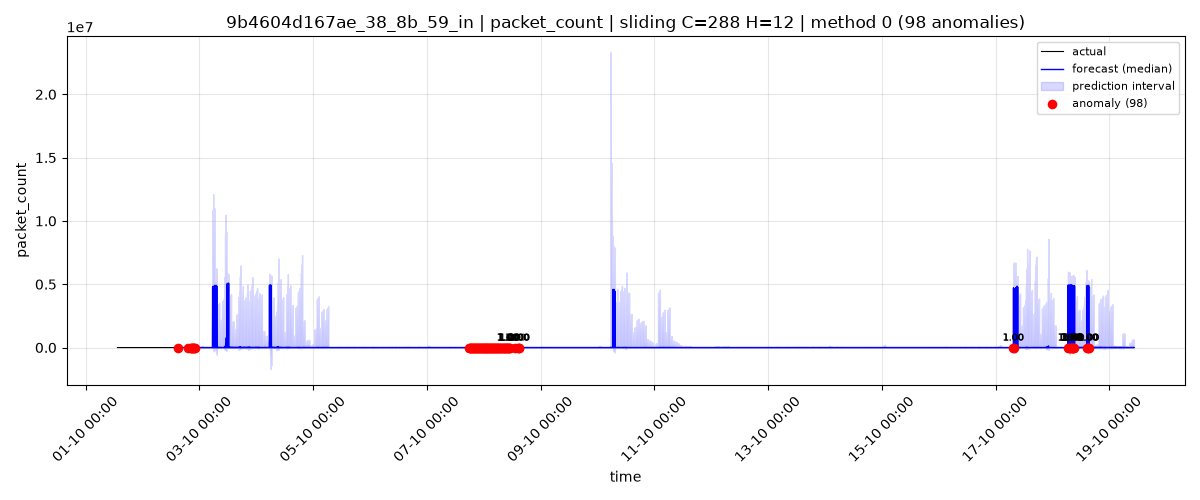 9b4604d167ae_38_8b_59_in | packet_count | sliding C=288 H=12 | method 0 (98 anomalies)
1e7
actual
forecast (median)
prediction interval
anomaly (98)
packet_count
2.0
1.5
1.0
0.5
0.0
1.00
01-10 00:00
03-10 00:00
05-10 00:00
07-10 00:00
09-10 00:00
11-10 00:00
13-10 00:00
15-10 00:00
17-10 00:00
19-10 00:00
time